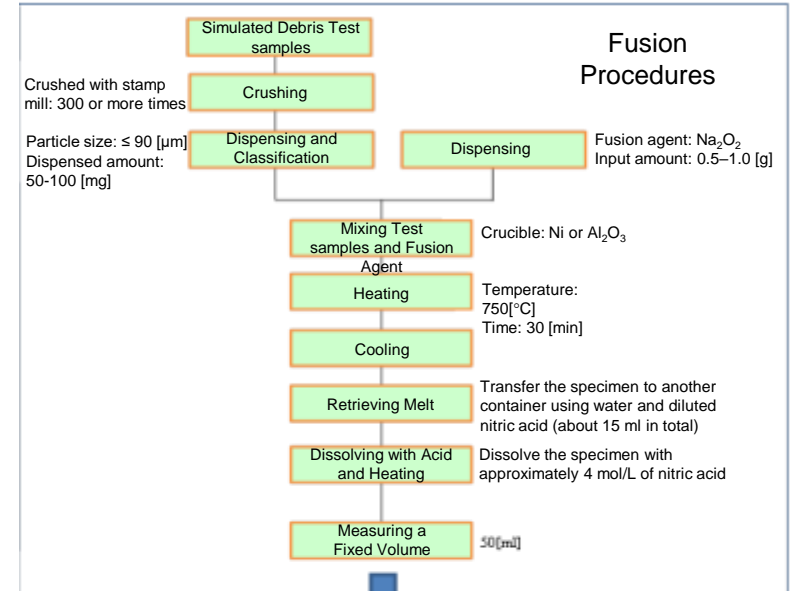 Simulated Debris Test
samples
Fusion
Procedures
Crushed with stamp
mill: 300 or more times
Crushing
Particle size: ≤ 90 [μm]
Dispensed amount:
50-100 [mg]
Dispensing and
Classification
Dispensing
Fusion agent: Na₂O₂
Input amount: 0.5–1.0 [g]
Mixing Test
samples and Fusion
Agent
Crucible: Ni or Al₂O₃
Heating
Temperature:
750[°C]
Time: 30 [min]
Cooling
Retrieving Melt
Transfer the specimen to another
container using water and diluted
nitric acid (about 15 ml in total)
Dissolving with Acid
and Heating
Dissolve the specimen with
approximately 4 mol/L of nitric acid
Measuring a
Fixed Volume
50[ml]